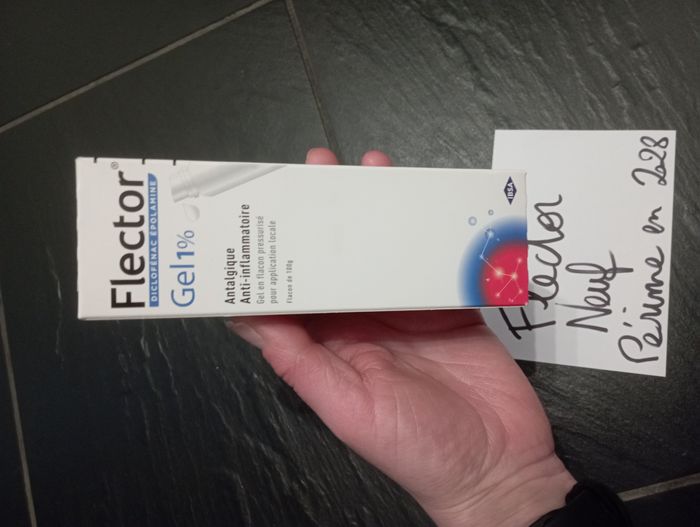 Flector®
DICLOFÉNAC ÉPOLAMINE
Gel 1%
Antalgique
Anti-inflammatoire
Gel en flacon pressurisé
pour application locale
Flacon de 100g
IBSA
Flector
Neuf
Périme en 2028